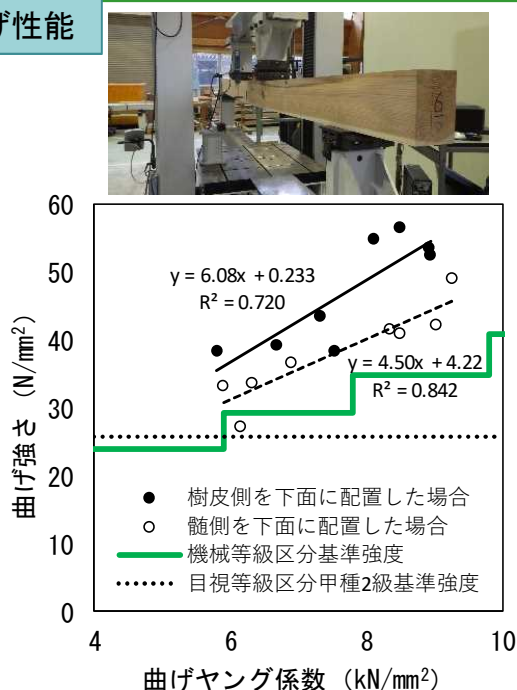 げ性能
60
50
40
30
20
10
0
4
6
8
10
曲げ強さ (N/mm²)
曲げヤング係数 (kN/mm²)
y = 6.08x + 0.233
R² = 0.720
y = 4.50x + 4.22
R² = 0.842
樹皮側を下面に配置した場合
髄側を下面に配置した場合
機械等級区分基準強度
目視等級区分甲種2級基準強度